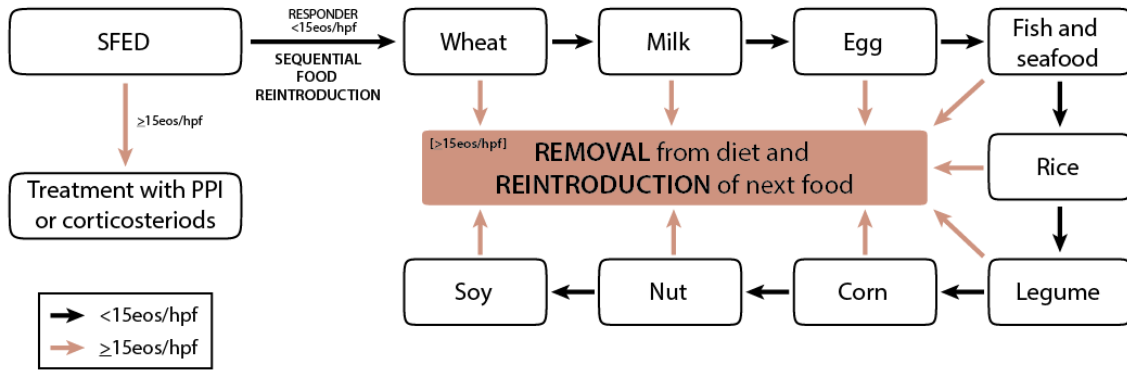 SFED
RESPONDER
<15eos/hpf
SEQUENTIAL
FOOD
REINTRODUCTION
Wheat
Milk
Egg
Fish and
seafood
≥15eos/hpf
[>15eos/hpf]
REMOVAL from diet and
REINTRODUCTION of next food
Rice
Treatment with PPI
or corticosteriods
Soy
Nut
Corn
Legume
<15eos/hpf
≥15eos/hpf